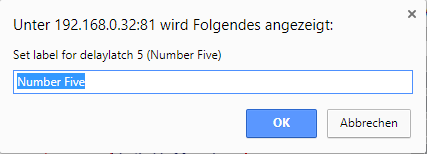 Unter 192.168.0.32:81 wird Folgendes angezeigt:
Set label for delaylatch 5 (Number Five)
Number Five
OK Abbrechen